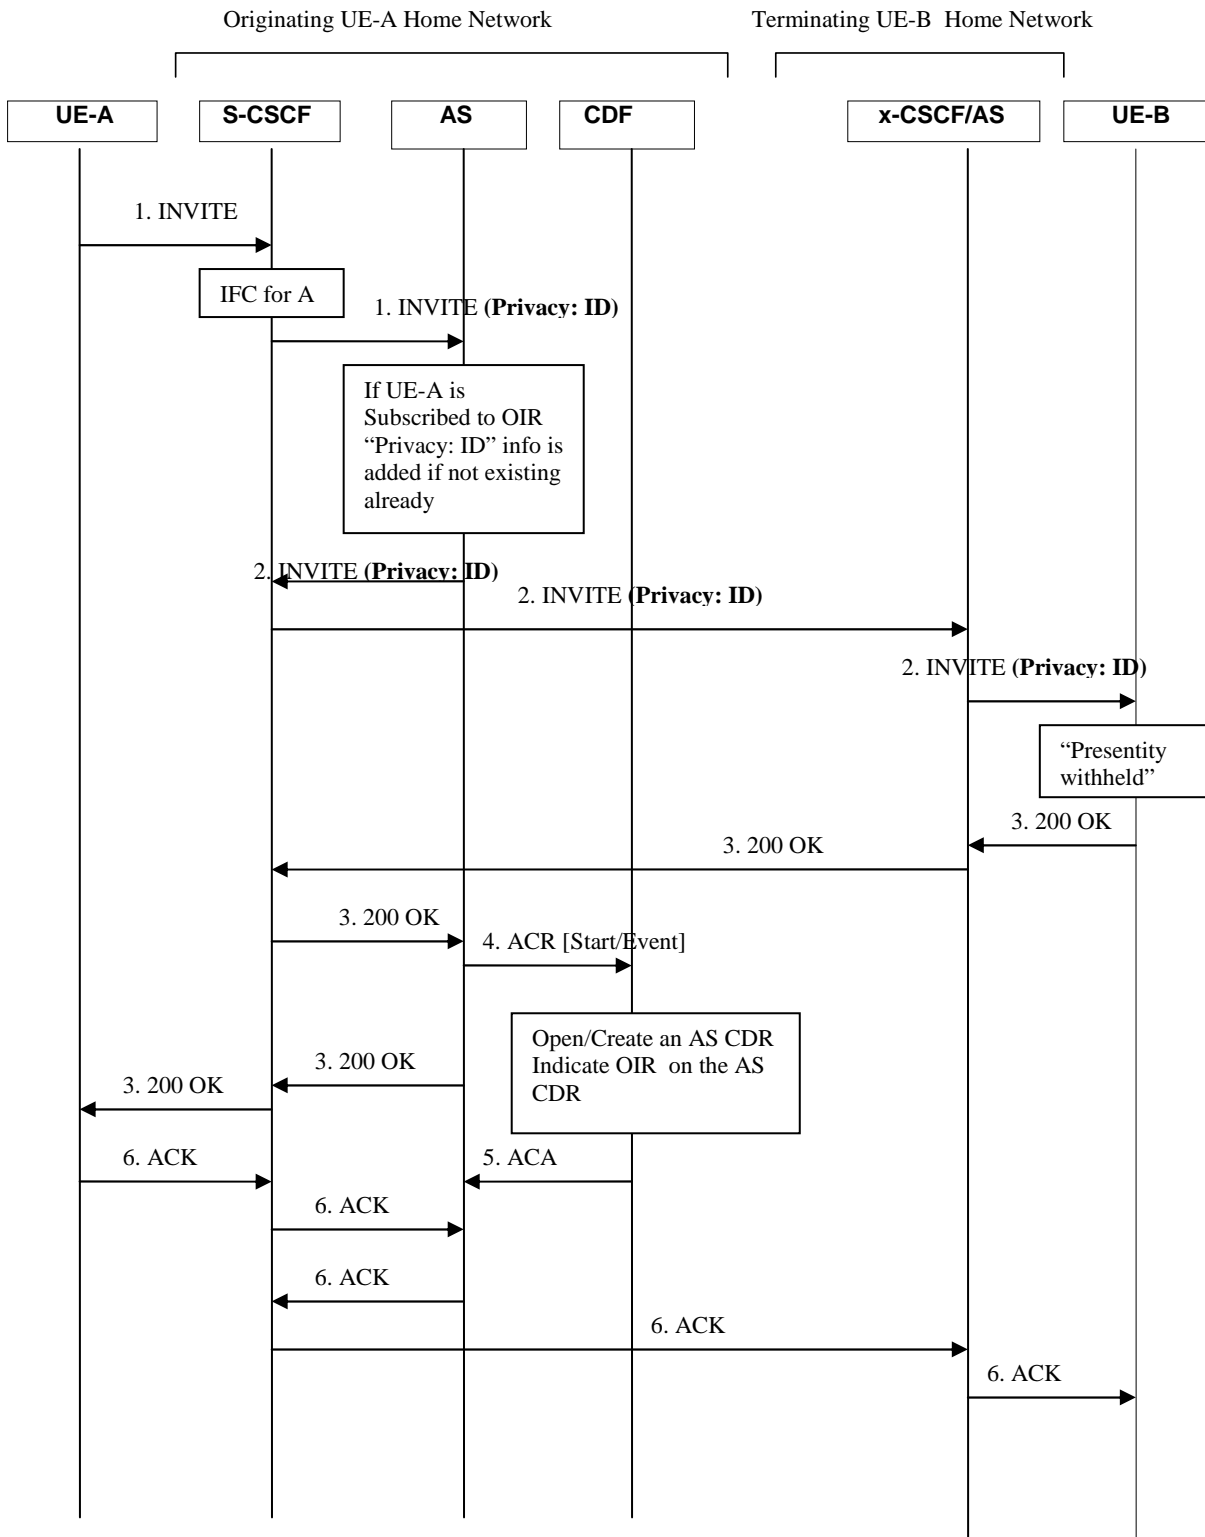 Originating UE-A Home Network
Terminating UE-B  Home Network
UE-A
S-CSCF
AS
CDF
x-CSCF/AS
UE-B
1. INVITE
IFC for A
1. INVITE (Privacy: ID)
If UE-A is
Subscribed to OIR
“Privacy: ID” info is
added if not existing
already
2. INVITE (Privacy: ID)
2. INVITE (Privacy: ID)
2. INVITE (Privacy: ID)
“Presentity
withheld”
3. 200 OK
3. 200 OK
3. 200 OK
4. ACR [Start/Event]
Open/Create an AS CDR
Indicate OIR  on the AS
CDR
3. 200 OK
3. 200 OK
6. ACK
5. ACA
6. ACK
6. ACK
6. ACK
6. ACK